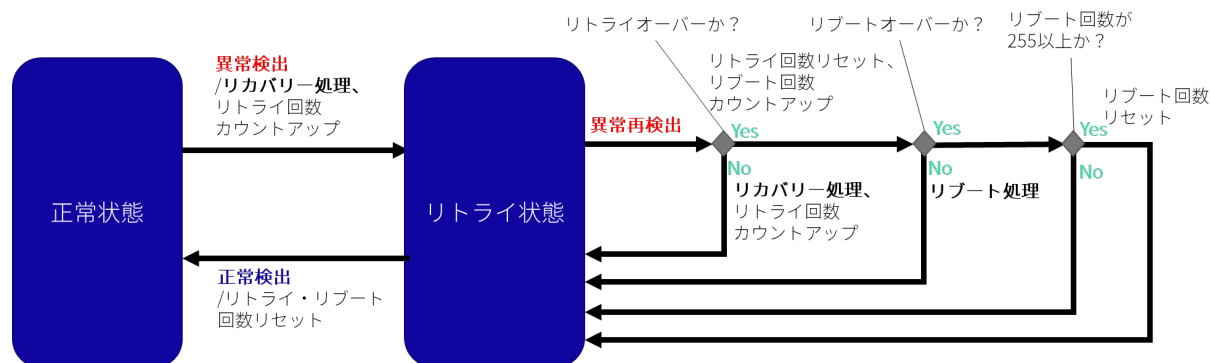 リトライオーバーか？
リブートオーバーか？
リブート回数が
255以上か？
異常検出
/リカバリー処理、
リトライ回数
カウントアップ
リトライ回数リセット、
リブート回数
カウントアップ
リブート回数
リセット
異常再検出
Yes
Yes
Yes
No
No
No
リカバリー処理、
リトライ回数
カウントアップ
リブート処理
正常状態
リトライ状態
正常検出
/リトライ・リブート
回数リセット